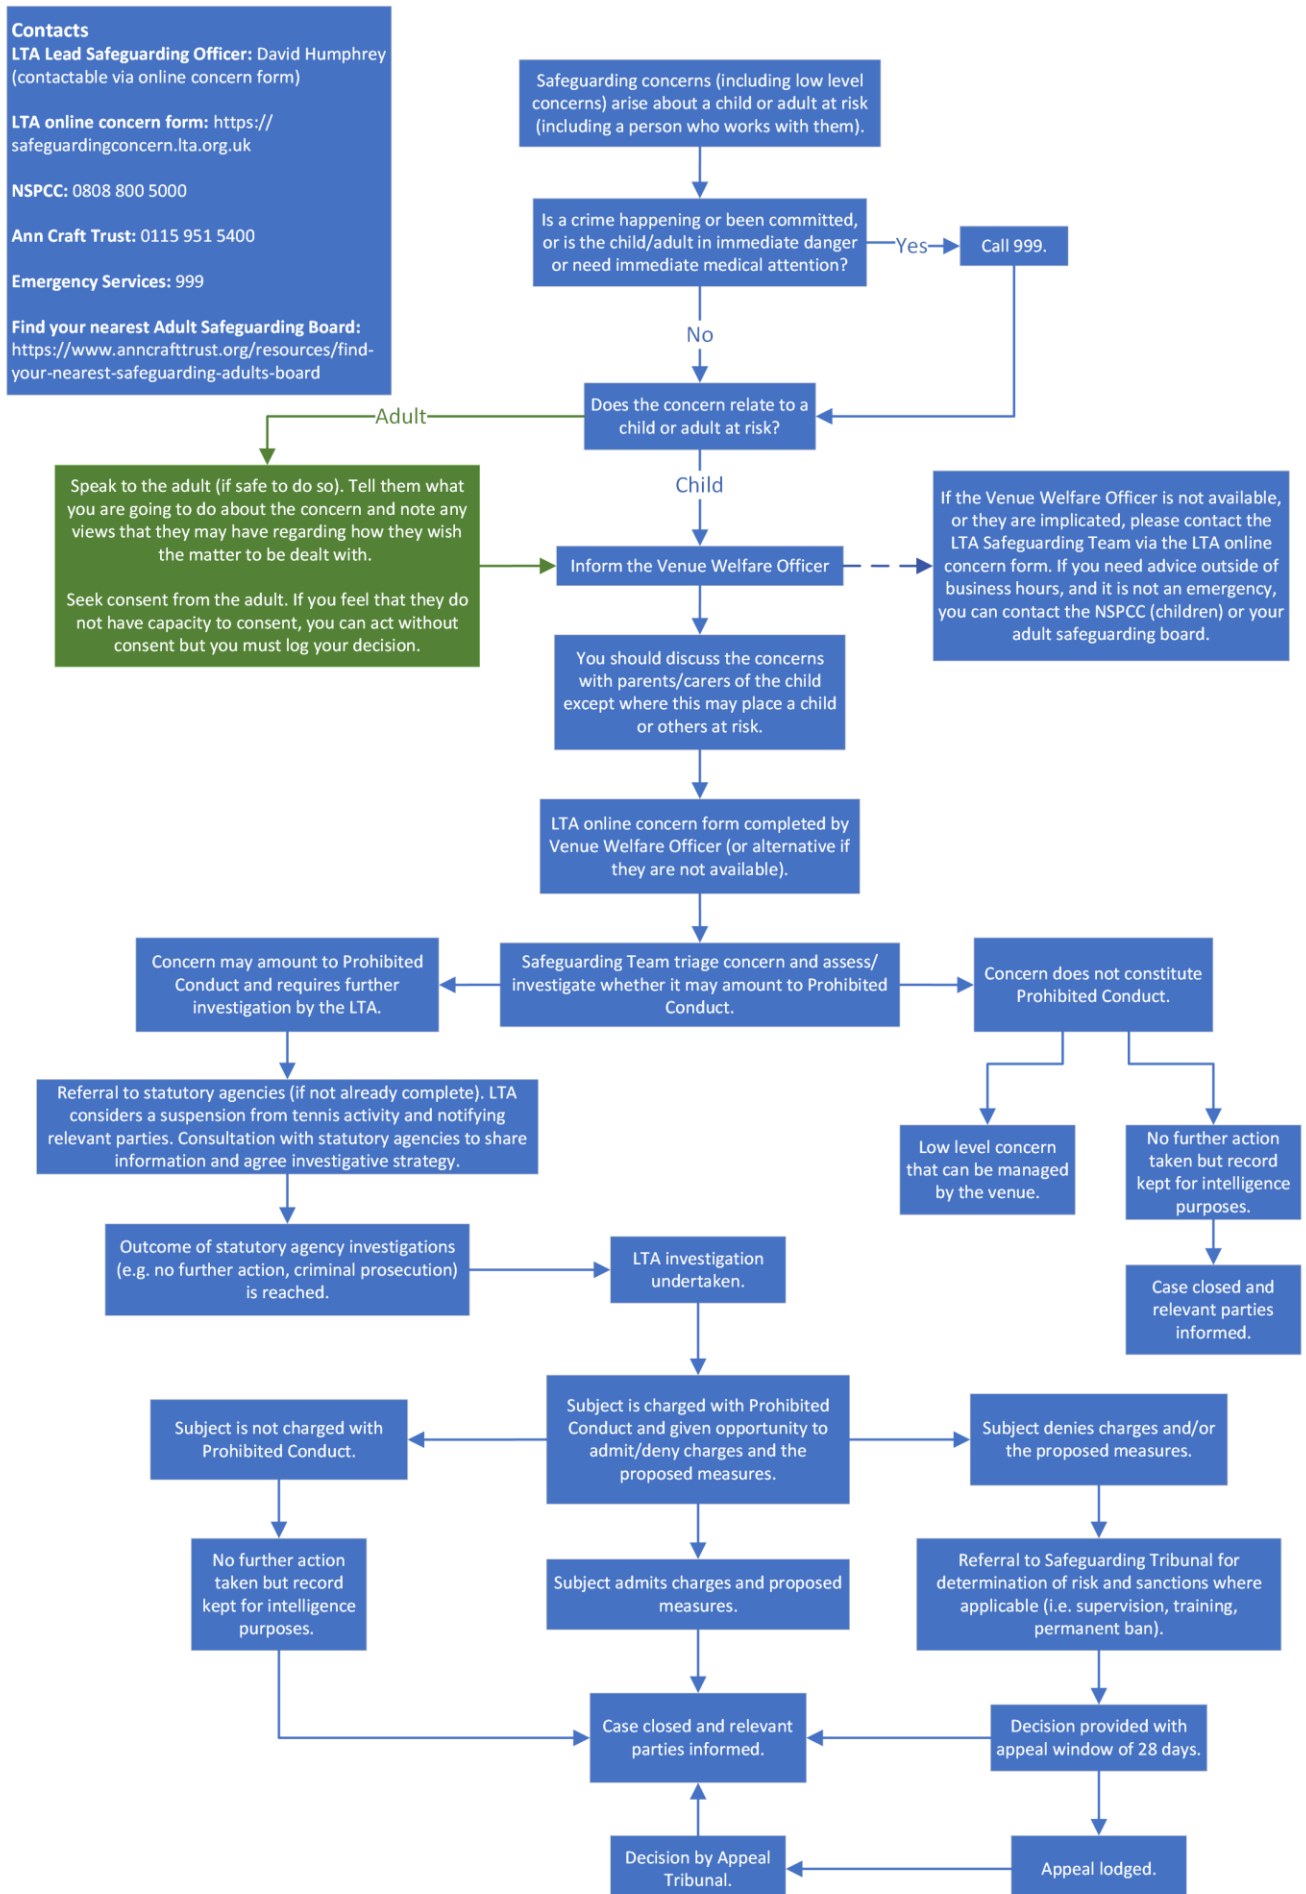 Contacts
LTA Lead Safeguarding Officer: David Humphrey
(contactable via online concern form)
LTA online concern form: https://
safeguardingconcern.lta.org.uk
NSPCC: 0808 800 5000
Ann Craft Trust: 0115 951 5400
Emergency Services: 999
Find your nearest Adult Safeguarding Board:
https://www.anncrafttrust.org/resources/find-
your-nearest-safeguarding-adults-board
Safeguarding concerns (including low level
concerns) arise about a child or adult at risk
(including a person who works with them).
Is a crime happening or been committed,
or is the child/adult in immediate danger
or need immediate medical attention?
Yes
Call 999.
No
Does the concern relate to a
child or adult at risk?
Adult
Speak to the adult (if safe to do so). Tell them what
you are going to do about the concern and note any
views that they may have regarding how they wish
the matter to be dealt with.
Seek consent from the adult. If you feel that they do
not have capacity to consent, you can act without
consent but you must log your decision.
Child
Inform the Venue Welfare Officer
If the Venue Welfare Officer is not available,
or they are implicated, please contact the
LTA Safeguarding Team via the LTA online
concern form. If you need advice outside of
business hours, and it is not an emergency,
you can contact the NSPCC (children) or your
adult safeguarding board.
You should discuss the concerns
with parents/carers of the child
except where this may place a child
or others at risk.
LTA online concern form completed by
Venue Welfare Officer (or alternative if
they are not available).
Safeguarding Team triage concern and assess/
investigate whether it may amount to Prohibited
Conduct.
Concern may amount to Prohibited
Conduct and requires further
investigation by the LTA.
Concern does not constitute
Prohibited Conduct.
Referral to statutory agencies (if not already complete). LTA
considers a suspension from tennis activity and notifying
relevant parties. Consultation with statutory agencies to share
information and agree investigative strategy.
Low level concern
that can be managed
by the venue.
No further action
taken but record
kept for intelligence
purposes.
Outcome of statutory agency investigations
(e.g. no further action, criminal prosecution)
is reached.
LTA investigation
undertaken.
Case closed and
relevant parties
informed.
Subject is not charged with
Prohibited Conduct.
Subject is charged with Prohibited
Conduct and given opportunity to
admit/deny charges and the
proposed measures.
Subject denies charges and/or
the proposed measures.
No further action
taken but record
kept for intelligence
purposes.
Subject admits charges and proposed
measures.
Referral to Safeguarding Tribunal for
determination of risk and sanctions where
applicable (i.e. supervision, training,
permanent ban).
Case closed and relevant
parties informed.
Decision provided with
appeal window of 28 days.
Decision by Appeal
Tribunal.
Appeal lodged.